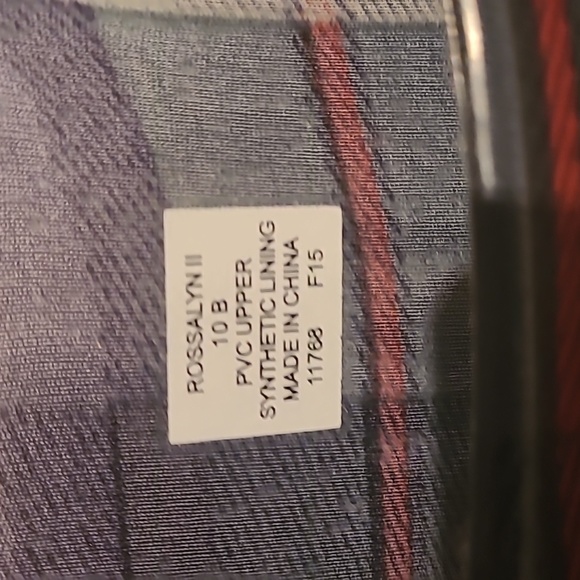 ROSSALYN II
10 B
PVC UPPER
SYNTHETIC LINING
MADE IN CHINA
11768 F15